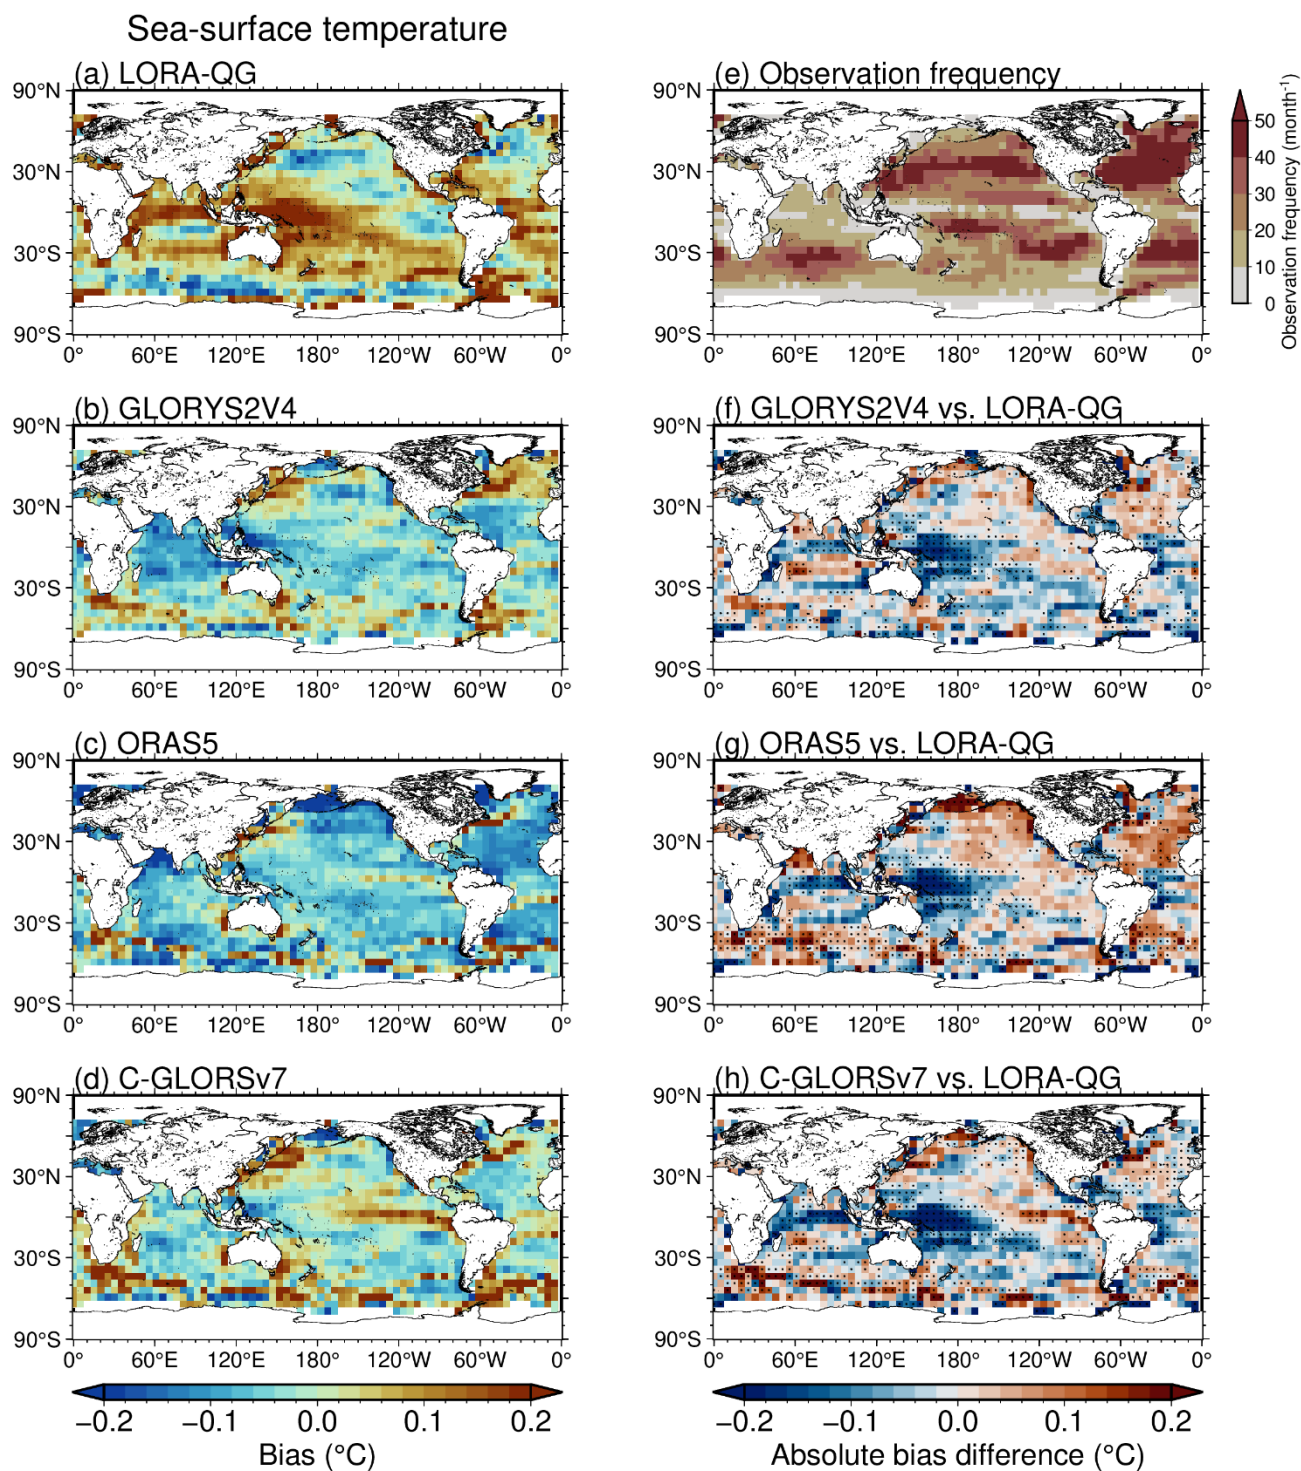 Sea-surface temperature
(a) LORA-QG
90°N
30°N
30°S
90°S
0° 60°E 120°E 180° 120°W 60°W 0°
(e) Observation frequency
90°N
30°N
30°S
90°S
0° 60°E 120°E 180° 120°W 60°W 0°
50
40
30
20
10
0
Observation frequency (month⁻¹)
(b) GLORYS2V4
90°N
30°N
30°S
90°S
0° 60°E 120°E 180° 120°W 60°W 0°
(f) GLORYS2V4 vs. LORA-QG
90°N
30°N
30°S
90°S
0° 60°E 120°E 180° 120°W 60°W 0°
(c) ORAS5
90°N
30°N
30°S
90°S
0° 60°E 120°E 180° 120°W 60°W 0°
(g) ORAS5 vs. LORA-QG
90°N
30°N
30°S
90°S
0° 60°E 120°E 180° 120°W 60°W 0°
(d) C-GLORSv7
90°N
30°N
30°S
90°S
0° 60°E 120°E 180° 120°W 60°W 0°
−0.2 −0.1 0.0 0.1 0.2
Bias (°C)
(h) C-GLORSv7 vs. LORA-QG
90°N
30°N
30°S
90°S
0° 60°E 120°E 180° 120°W 60°W 0°
−0.2 −0.1 0.0 0.1 0.2
Absolute bias difference (°C)